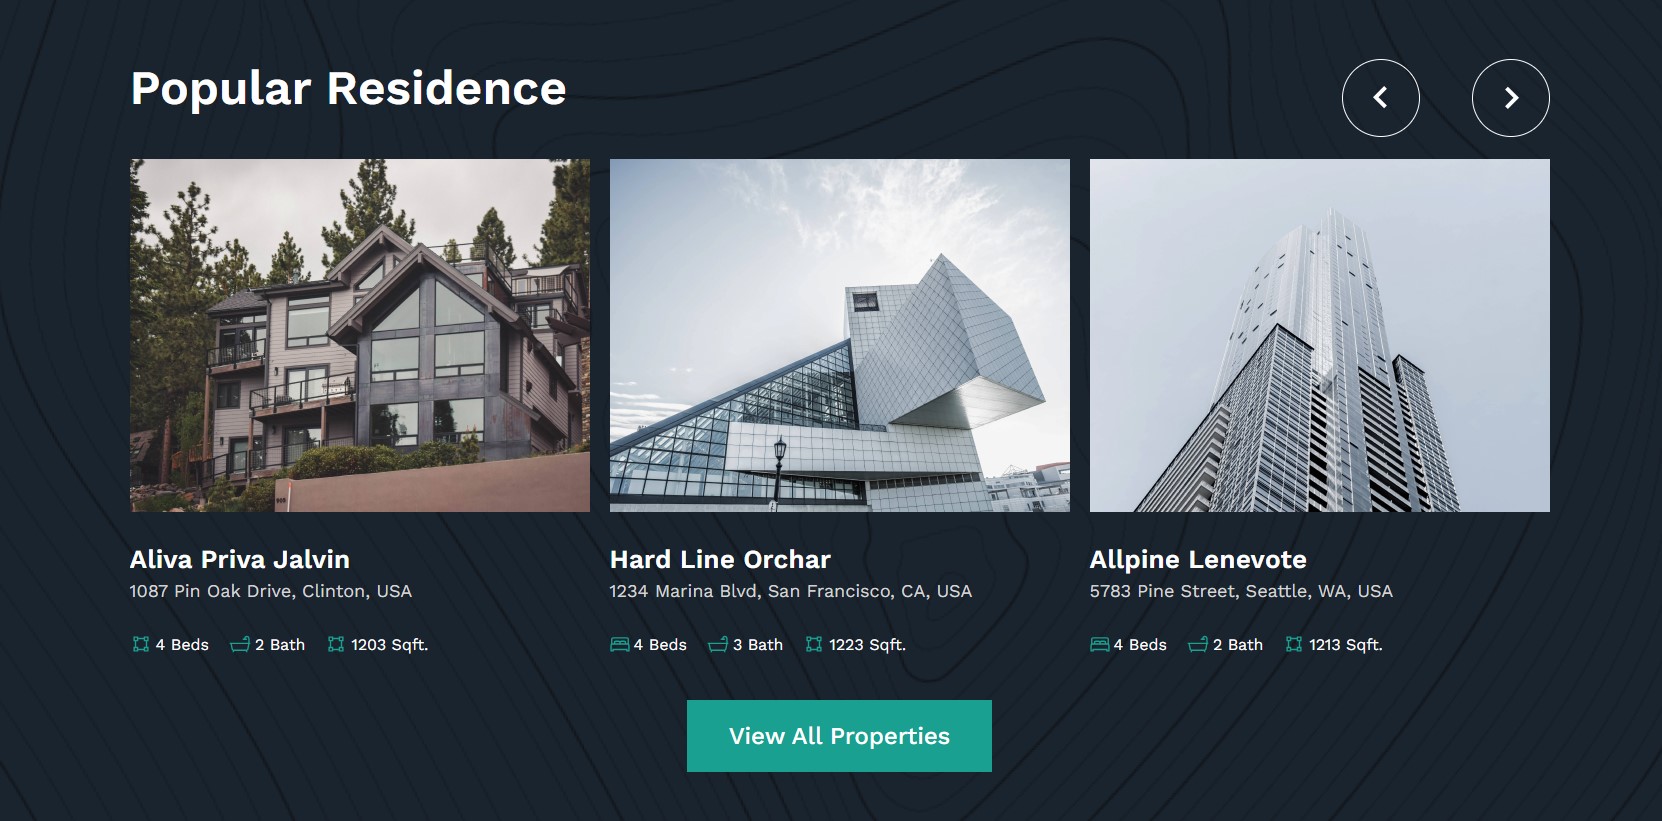 Popular Residence
Aliva Priva Jalvin
1087 Pin Oak Drive, Clinton, USA
4 Beds 2 Bath 1203 Sqft.
Hard Line Orchar
1234 Marina Blvd, San Francisco, CA, USA
4 Beds 3 Bath 1223 Sqft.
Allpine Lenevote
5783 Pine Street, Seattle, WA, USA
4 Beds 2 Bath 1213 Sqft.
View All Properties